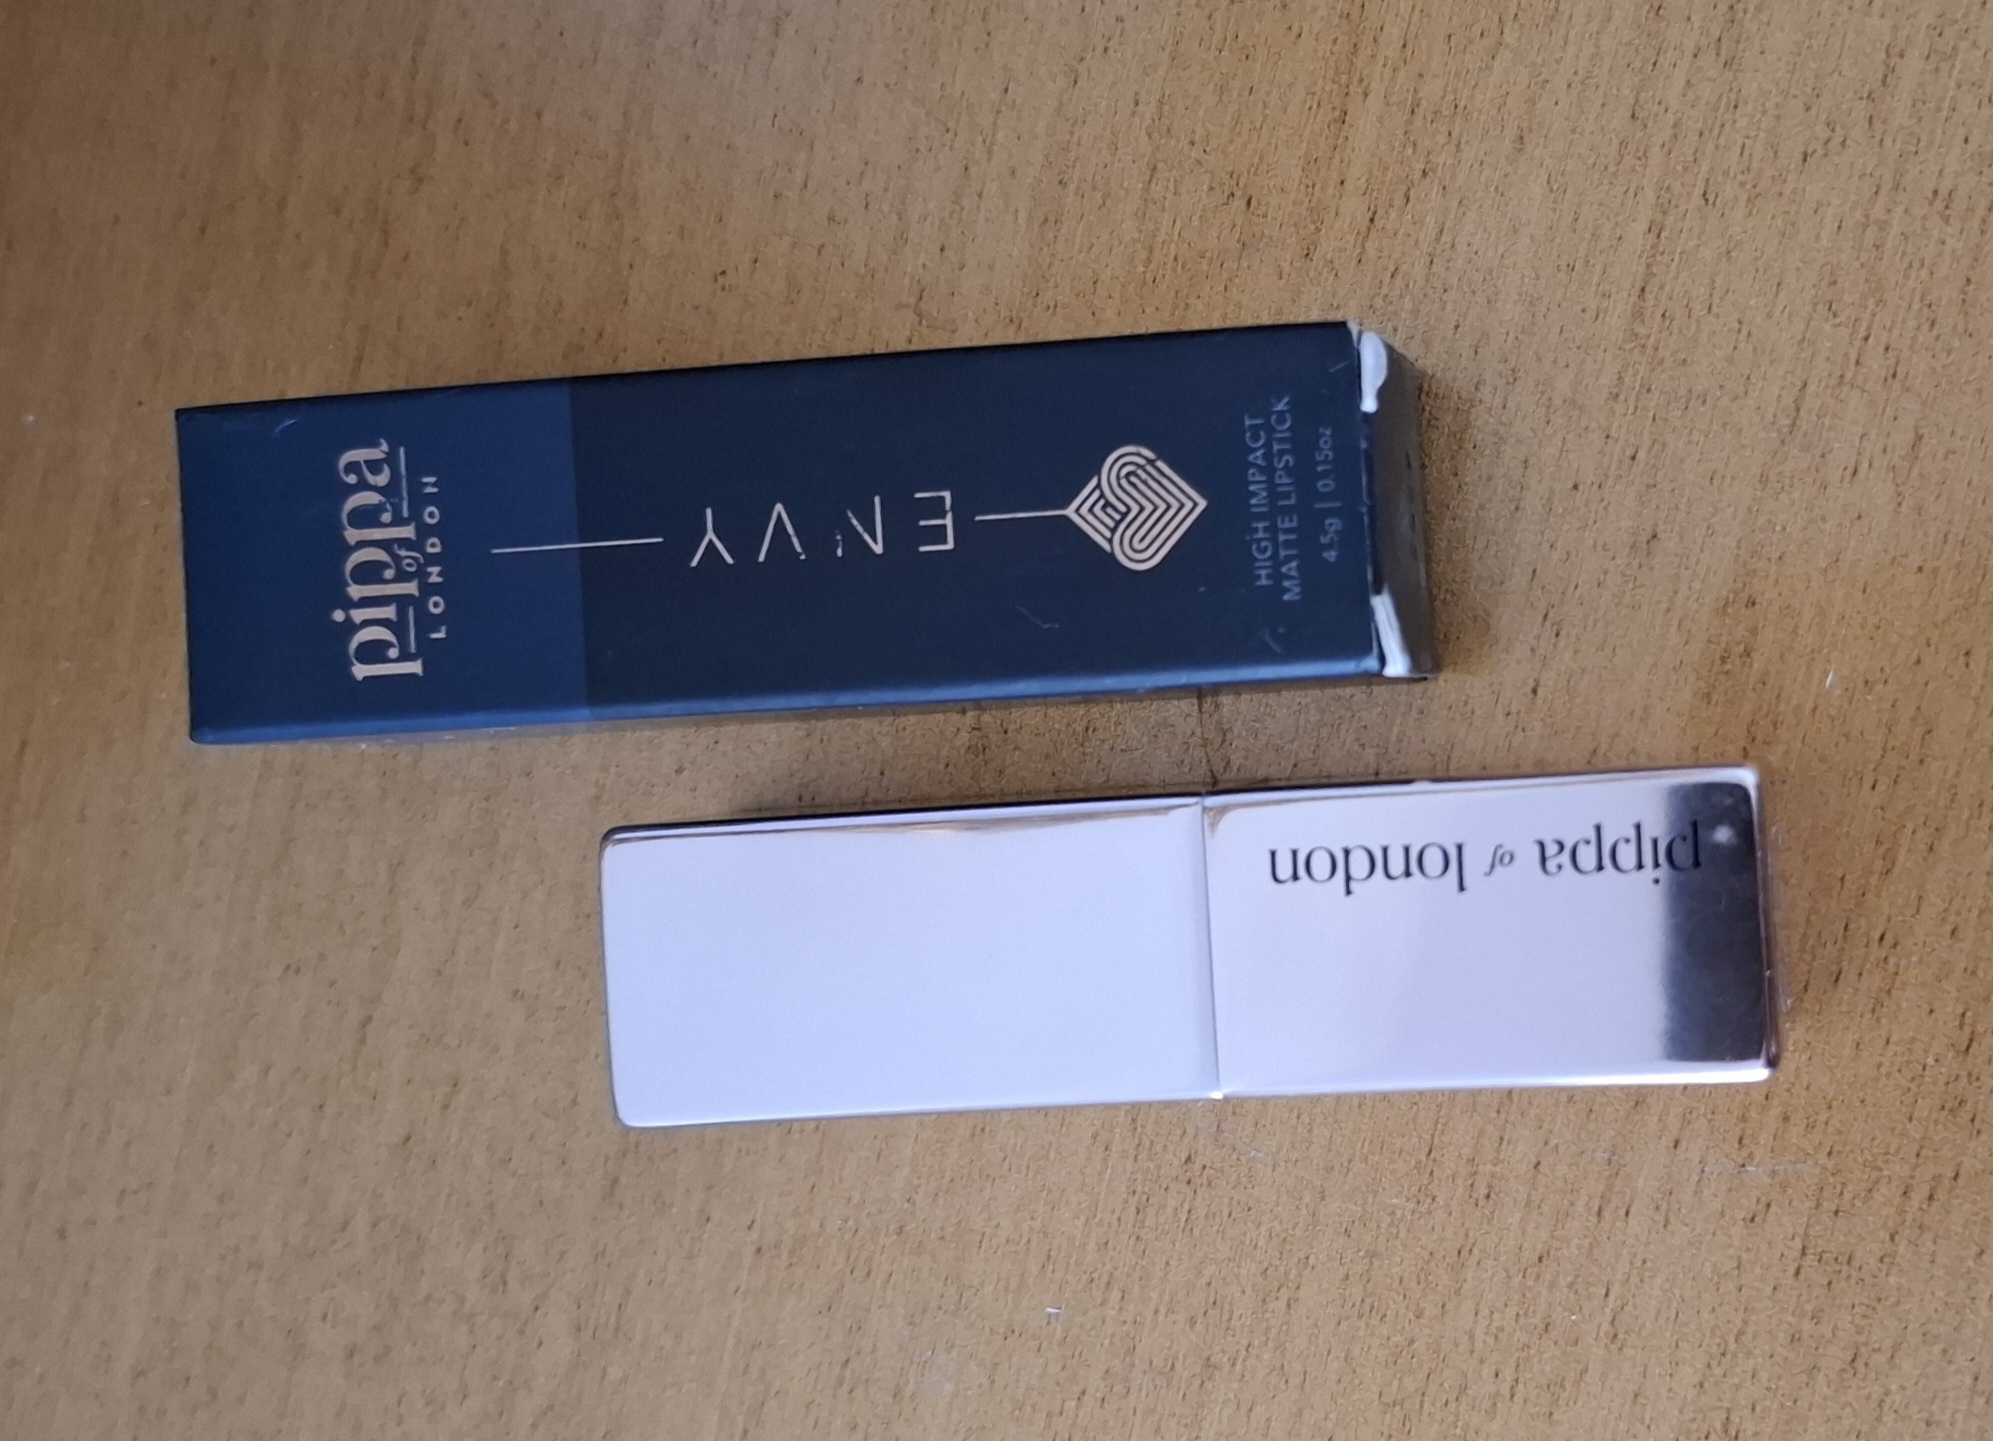 pippa
of
LONDON
ENVY
HIGH IMPACT
MATTE LIPSTICK
4.5g | 0.15oz
pippa of london